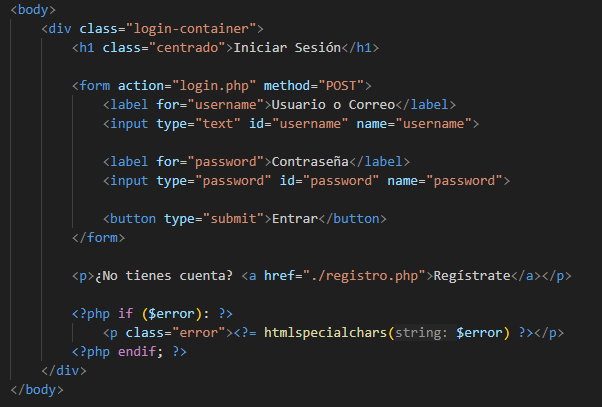 <body>
<div class="login-container">
<h1 class="centrado">Iniciar Sesión</h1>
<form action="login.php" method="POST">
<label for="username">Usuario o Correo</label>
<input type="text" id="username" name="username">
<label for="password">Contraseña</label>
<input type="password" id="password" name="password">
<button type="submit">Entrar</button>
</form>
<p>¿No tienes cuenta? <a href="./registro.php">Regístrate</a></p>
<?php if ($error): ?>
<p class="error"><?= htmlspecialchars(string: $error) ?></p>
<?php endif; ?>
</div>
</body>